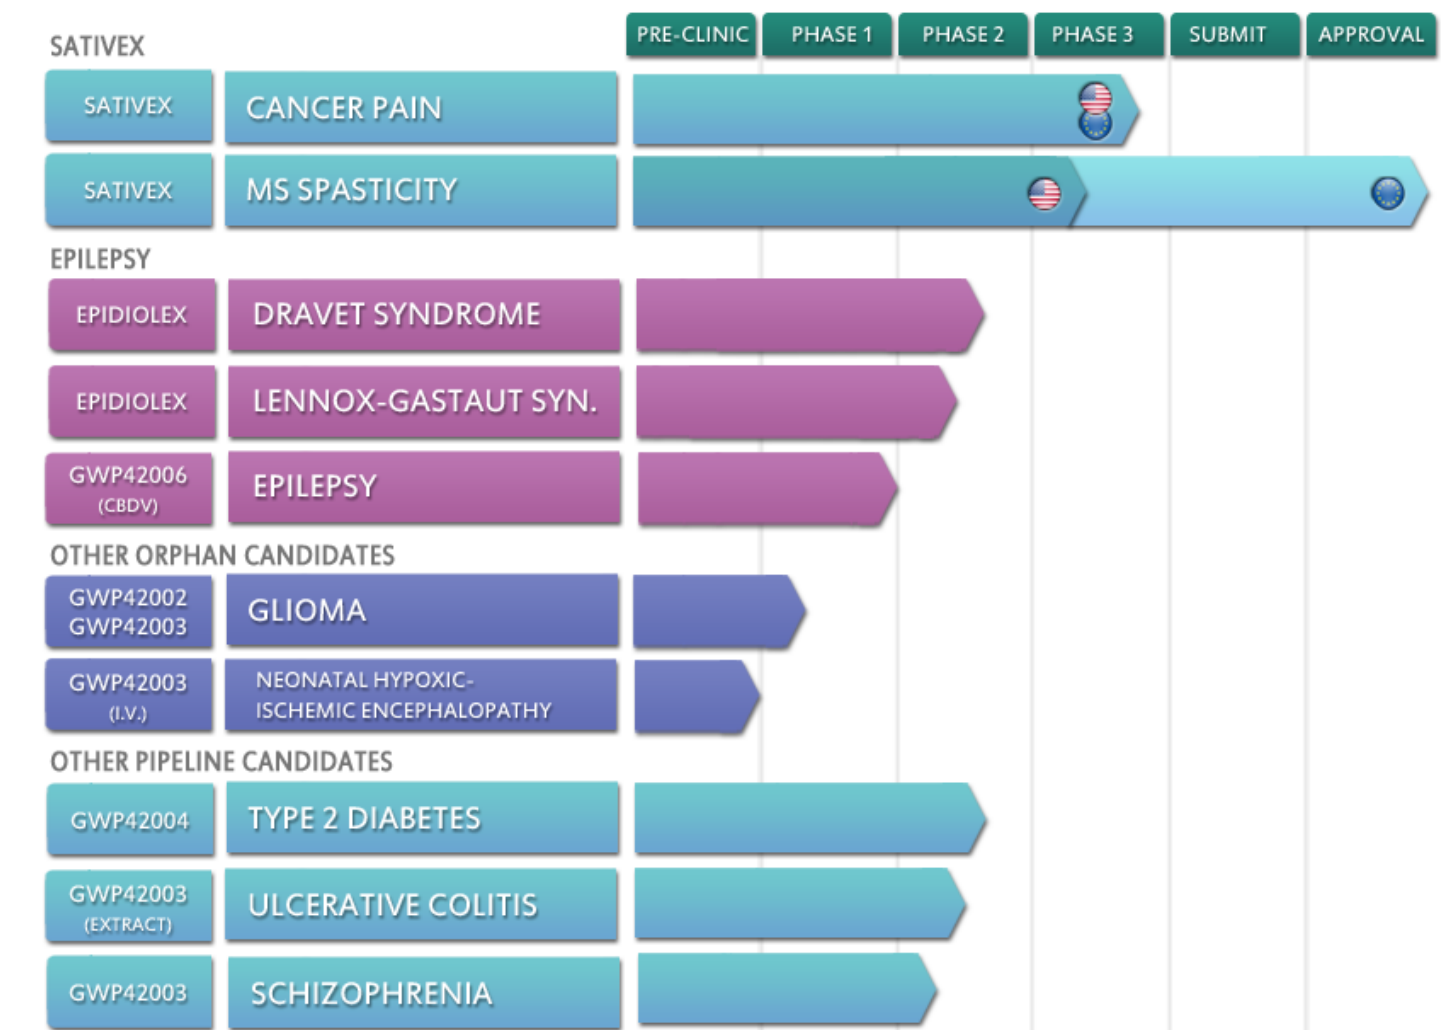 PRE-CLINIC PHASE 1 PHASE 2 PHASE 3 SUBMIT APPROVAL
SATIVEX
SATIVEX CANCER PAIN
SATIVEX MS SPASTICITY
EPILEPSY
EPIDIOLEX DRAVET SYNDROME
EPIDIOLEX LENNOX-GASTAUT SYN.
GWP42006
(CBDV)
EPILEPSY
OTHER ORPHAN CANDIDATES
GWP42002
GWP42003
GLIOMA
GWP42003
(I.V.)
NEONATAL HYPOXIC-
ISCHEMIC ENCEPHALOPATHY
OTHER PIPELINE CANDIDATES
GWP42004 TYPE 2 DIABETES
GWP42003
(EXTRACT)
ULCERATIVE COLITIS
GWP42003 SCHIZOPHRENIA